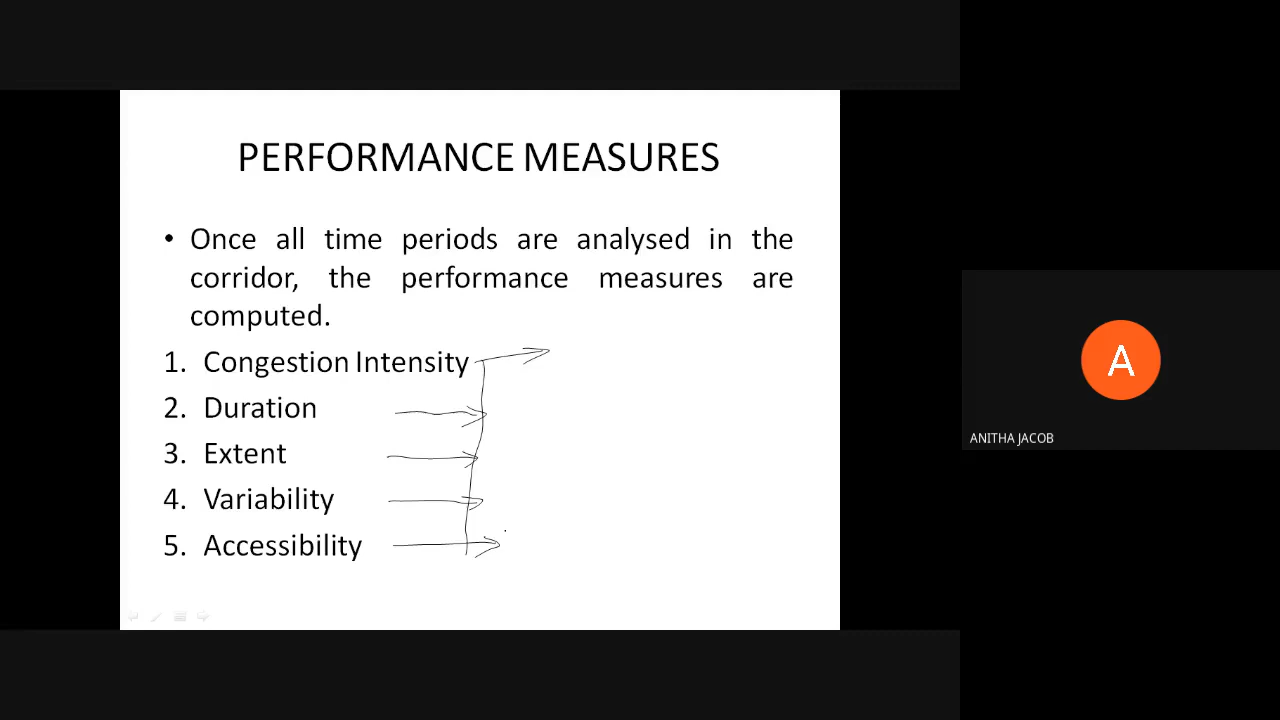 PERFORMANCE MEASURES
• Once all time periods are analysed in the
corridor, the performance measures are
computed.
1. Congestion Intensity
2. Duration
3. Extent
4. Variability
5. Accessibility
A
ANITHA JACOB